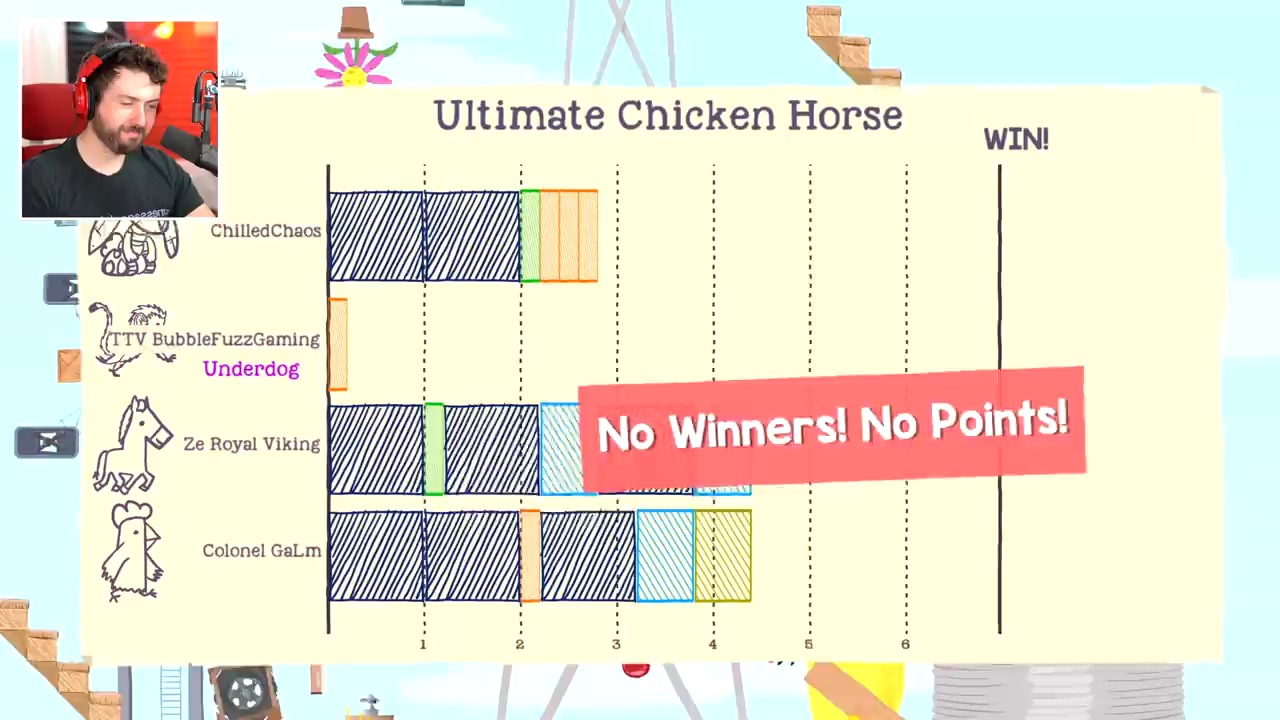 Ultimate Chicken Horse
WIN!
ChilledChaos
TTV BubbleFuzzGaming
Underdog
Ze Royal Viking
No Winners! No Points!
Colonel GaLm
1 2 3 4 5 6